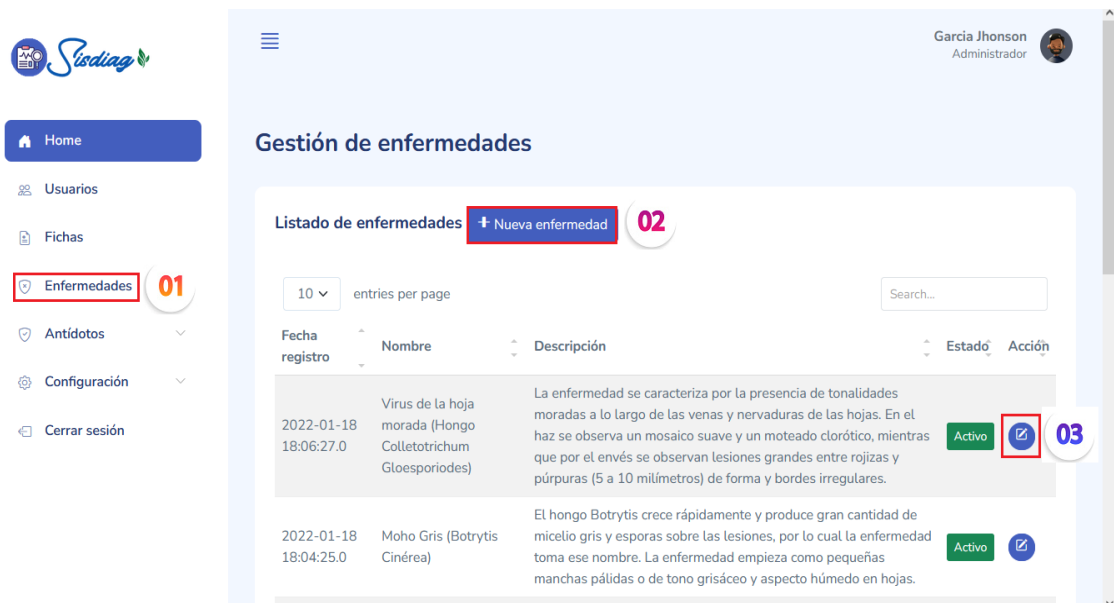 Sisdiag
Garcia Jhonson
Administrador
Home
Usuarios
Fichas
Enfermedades
01
Antídotos
Configuración
Cerrar sesión
Gestión de enfermedades
Listado de enfermedades
+ Nueva enfermedad
02
10
entries per page
Search...
Fecha
registro
Nombre
Descripción
Estado
Acción
2022-01-18
18:06:27.0
Virus de la hoja
morada (Hongo
Colletotrichum
Gloesporiodes)
La enfermedad se caracteriza por la presencia de tonalidades
moradas a lo largo de las venas y nervaduras de las hojas. En el
haz se observa un mosaico suave y un moteado clorótico, mientras
que por el envés se observan lesiones grandes entre rojizas y
púrpuras (5 a 10 milímetros) de forma y bordes irregulares.
Activo
03
2022-01-18
18:04:25.0
Moho Gris (Botrytis
Cinérea)
El hongo Botrytis crece rápidamente y produce gran cantidad de
micelio gris y esporas sobre las lesiones, por lo cual la enfermedad
toma ese nombre. La enfermedad empieza como pequeñas
manchas pálidas o de tono grisáceo y aspecto húmedo en hojas.
Activo